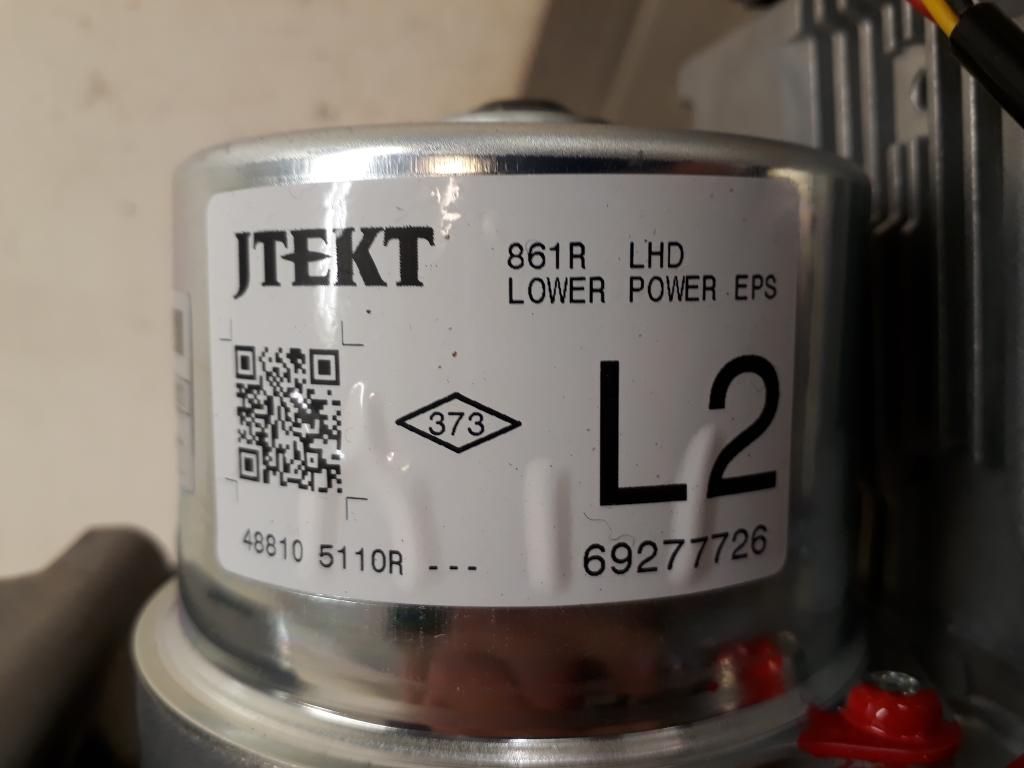 JTEKT
861R LHD
LOWER POWER EPS
373
L2
48810 5110R ---
69277726